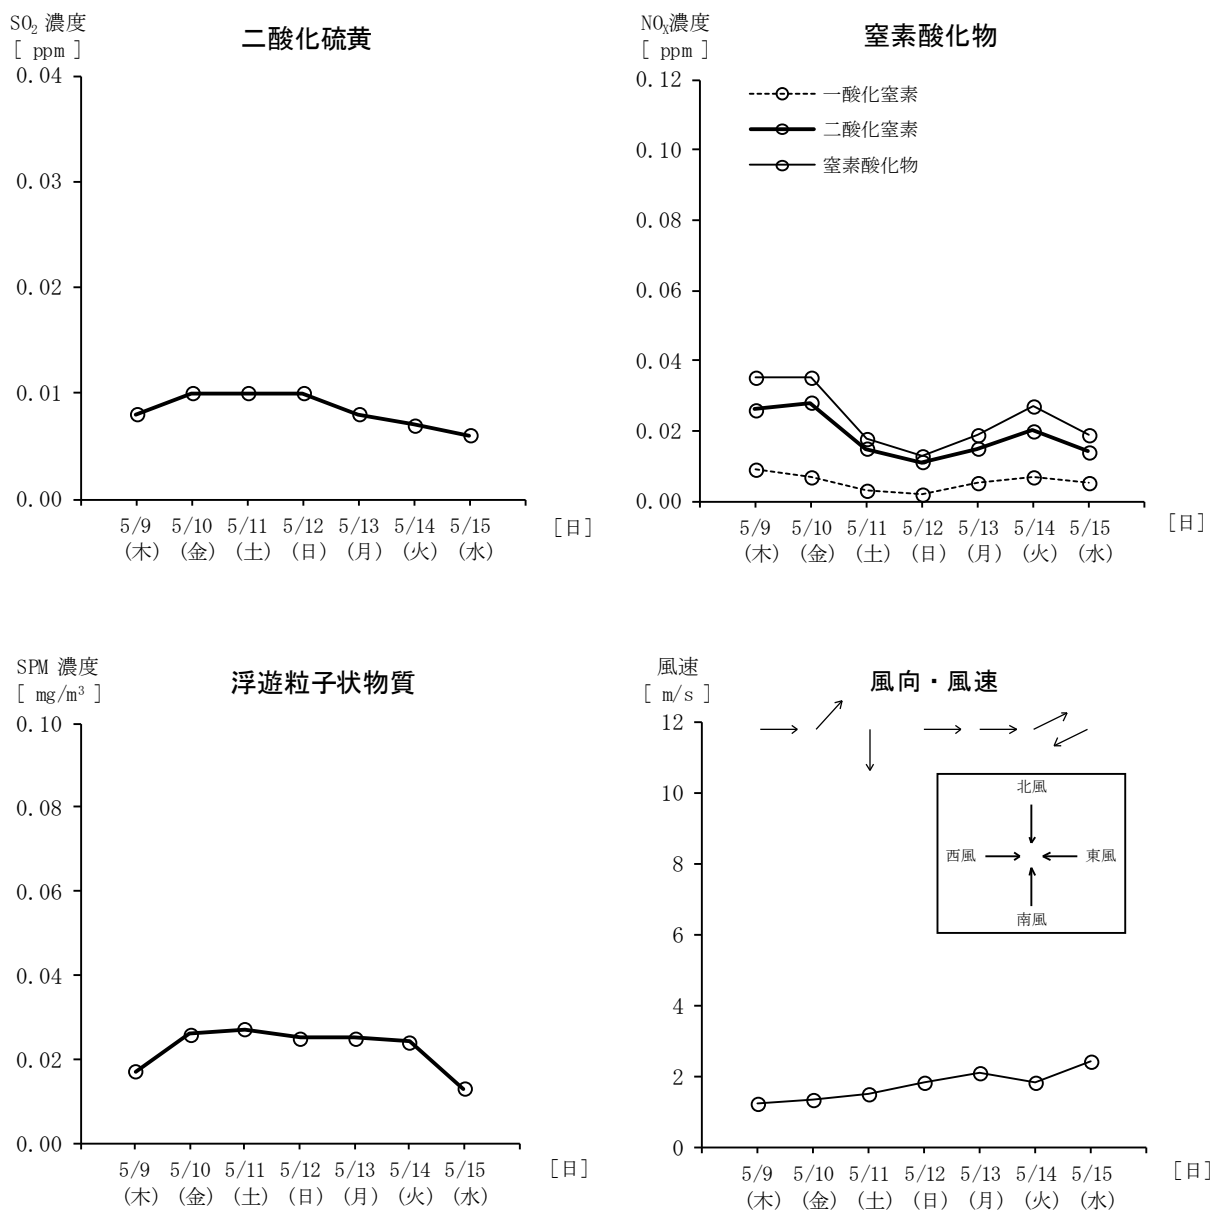 SO₂ 濃度
[ ppm ]
二酸化硫黄
0.04
0.03
0.02
0.01
0.00
5/9 5/10 5/11 5/12 5/13 5/14 5/15 [日]
(木) (金) (土) (日) (月) (火) (水)
NOX濃度
[ ppm ]
窒素酸化物
0.12
一酸化窒素
二酸化窒素
窒素酸化物
0.10
0.08
0.06
0.04
0.02
0.00
5/9 5/10 5/11 5/12 5/13 5/14 5/15 [日]
(木) (金) (土) (日) (月) (火) (水)
SPM 濃度
[ mg/m³ ]
浮遊粒子状物質
0.10
0.08
0.06
0.04
0.02
0.00
5/9 5/10 5/11 5/12 5/13 5/14 5/15 [日]
(木) (金) (土) (日) (月) (火) (水)
風速
[ m/s ]
風向・風速
12
10
8
6
4
2
0
北風
西風 東風
南風
5/9 5/10 5/11 5/12 5/13 5/14 5/15 [日]
(木) (金) (土) (日) (月) (火) (水)